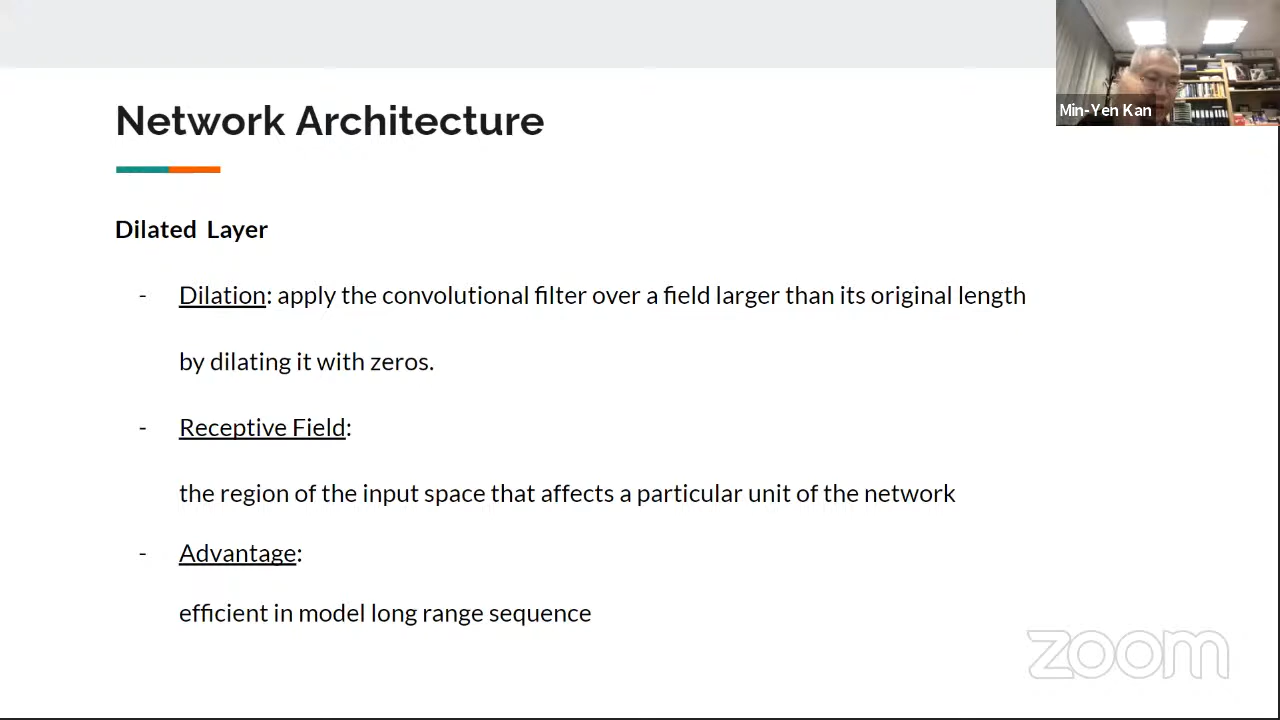 Network Architecture
Min-Yen Kan
Dilated Layer
- Dilation: apply the convolutional filter over a field larger than its original length
by dilating it with zeros.
- Receptive Field:
the region of the input space that affects a particular unit of the network
- Advantage:
efficient in model long range sequence
zoom